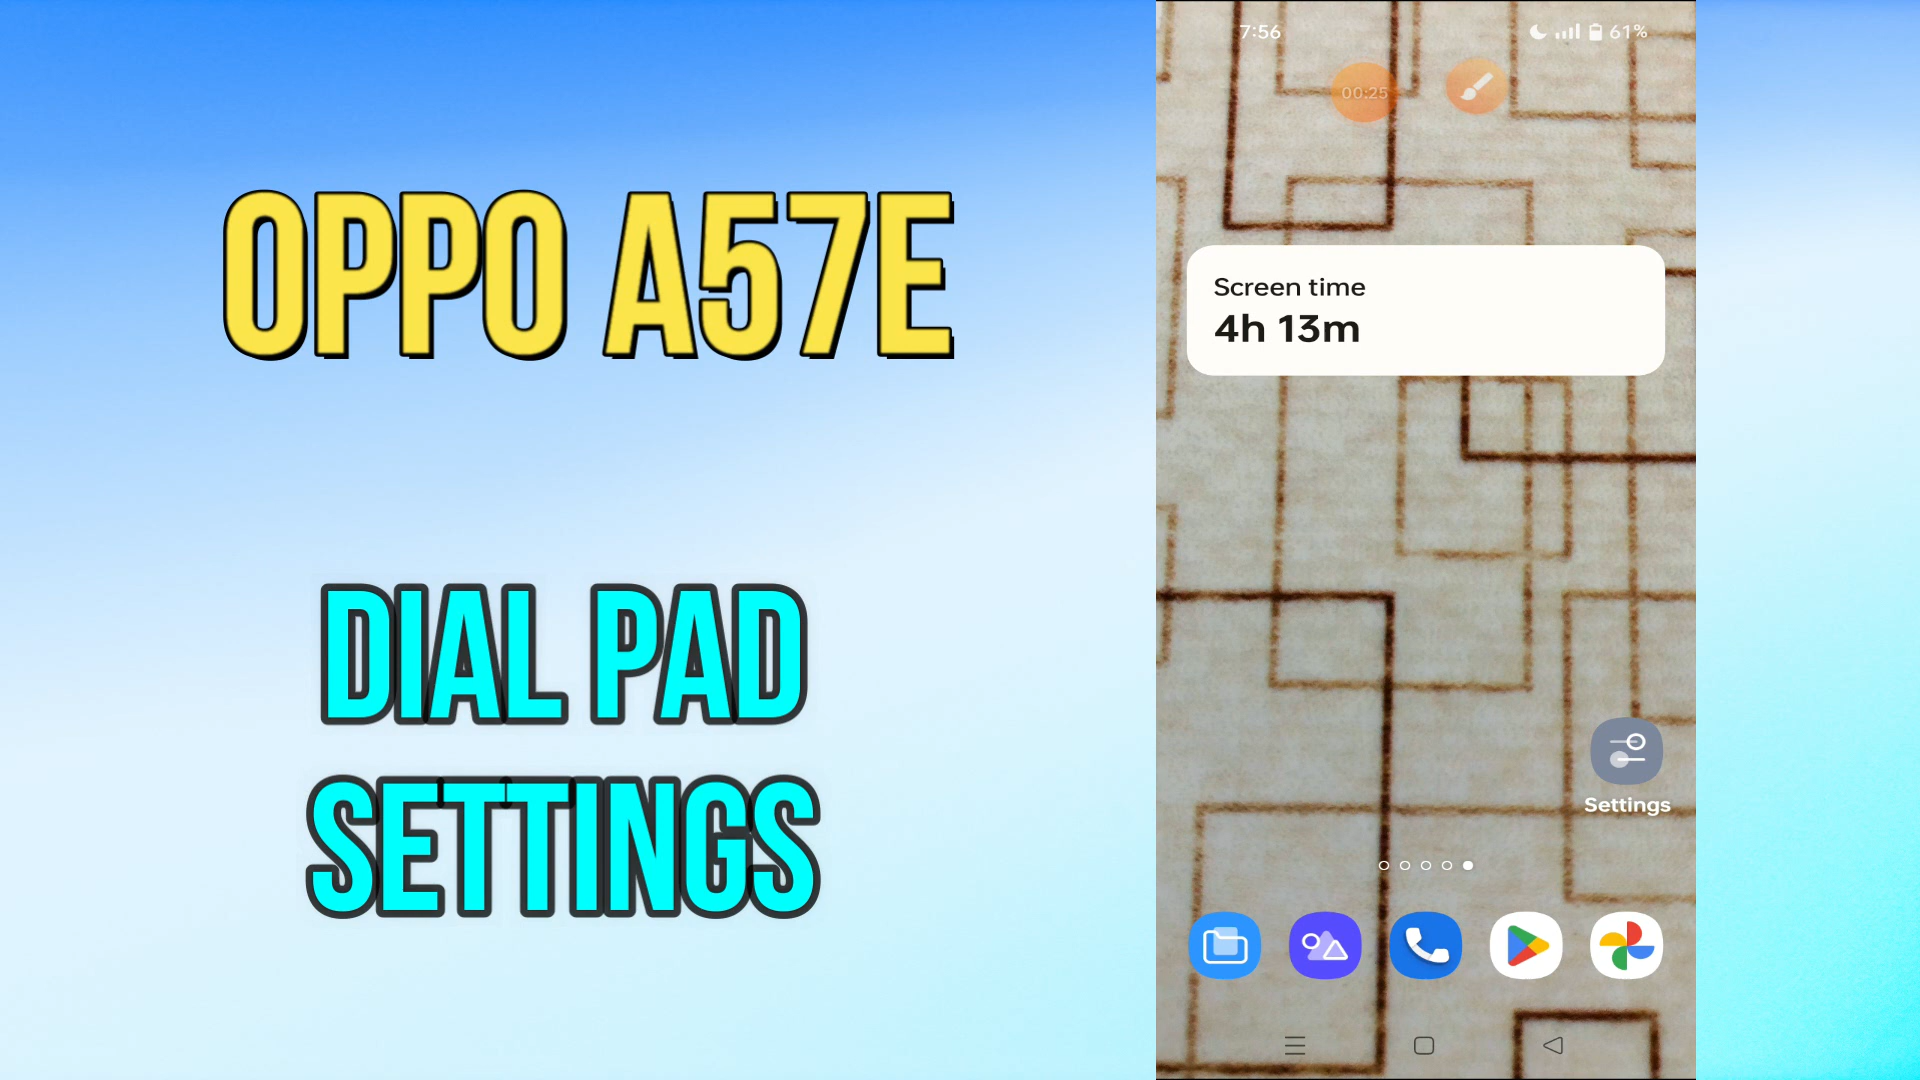 OPPO A57E
DIAL PAD
SETTINGS
7:56
61%
00:25
Screen time
4h 13m
Settings